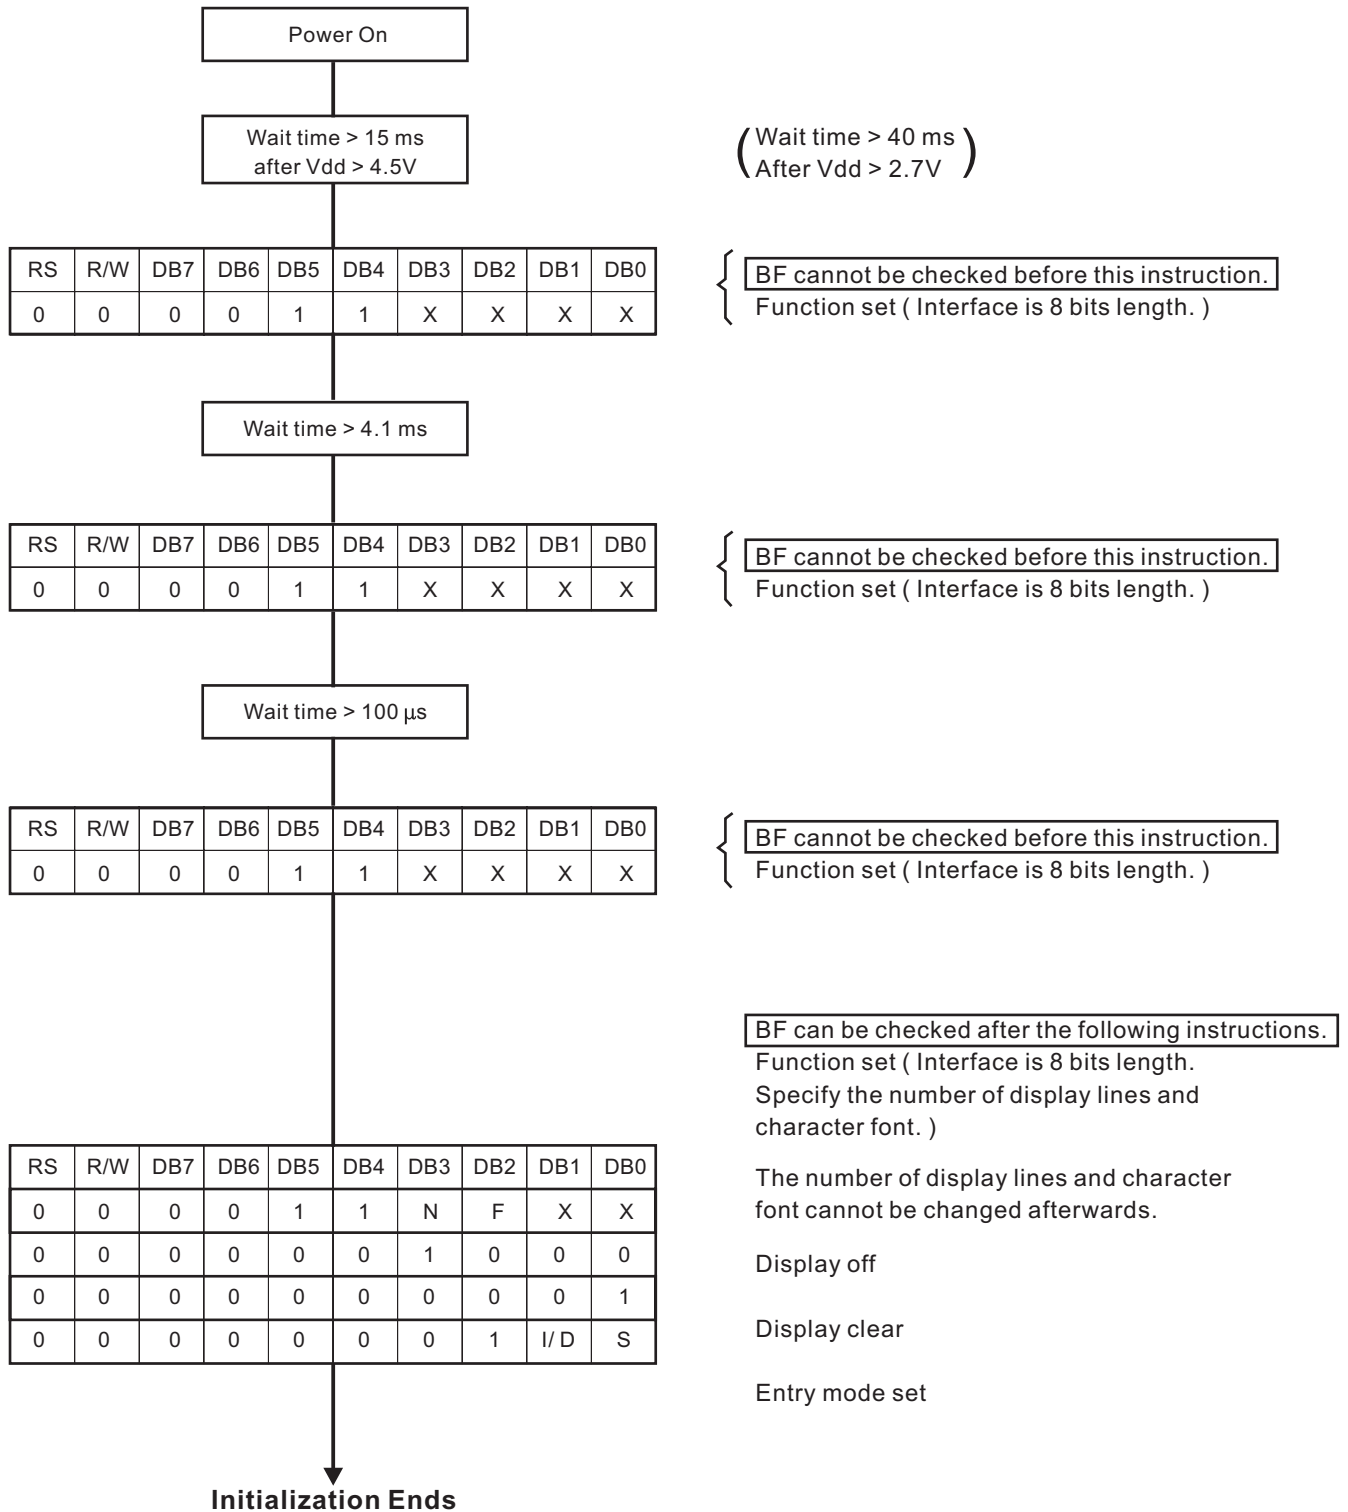 Power On
Wait time > 15 ms
after Vdd > 4.5V
(Wait time > 40 ms
After Vdd > 2.7V)
RS R/W DB7 DB6 DB5 DB4 DB3 DB2 DB1 DB0
0 0 0 0 1 1 X X X X
BF cannot be checked before this instruction.
Function set ( Interface is 8 bits length. )
Wait time > 4.1 ms
RS R/W DB7 DB6 DB5 DB4 DB3 DB2 DB1 DB0
0 0 0 0 1 1 X X X X
BF cannot be checked before this instruction.
Function set ( Interface is 8 bits length. )
Wait time > 100 µs
RS R/W DB7 DB6 DB5 DB4 DB3 DB2 DB1 DB0
0 0 0 0 1 1 X X X X
BF cannot be checked before this instruction.
Function set ( Interface is 8 bits length. )
BF can be checked after the following instructions.
Function set ( Interface is 8 bits length.
Specify the number of display lines and
character font. )
The number of display lines and character
font cannot be changed afterwards.
Display off
Display clear
Entry mode set
RS R/W DB7 DB6 DB5 DB4 DB3 DB2 DB1 DB0
0 0 0 0 1 1 N F X X
0 0 0 0 0 0 1 0 0 0
0 0 0 0 0 0 0 0 0 1
0 0 0 0 0 0 0 1 I/D S
Initialization Ends